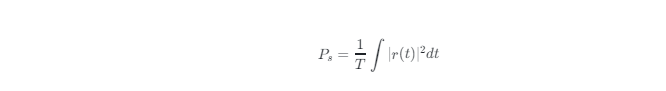 $P_s = \frac{1}{T} \int |r(t)|^2 dt$